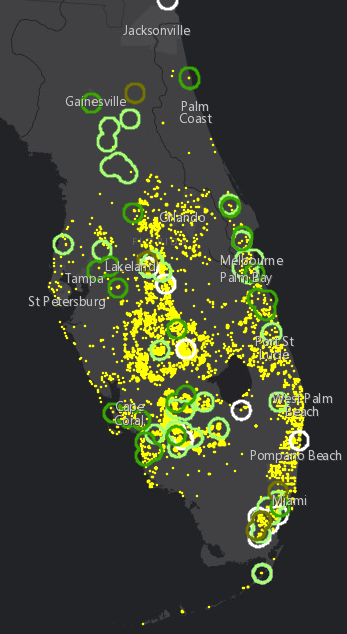 Jacksonville
Gainesville
Palm
Coast
Orlando
Lakeland
Melbourne
Tampa
Palm Bay
St Petersburg
Port St
Lucie
Cape
Coral
West Palm
Beach
Pompano Beach
Miami